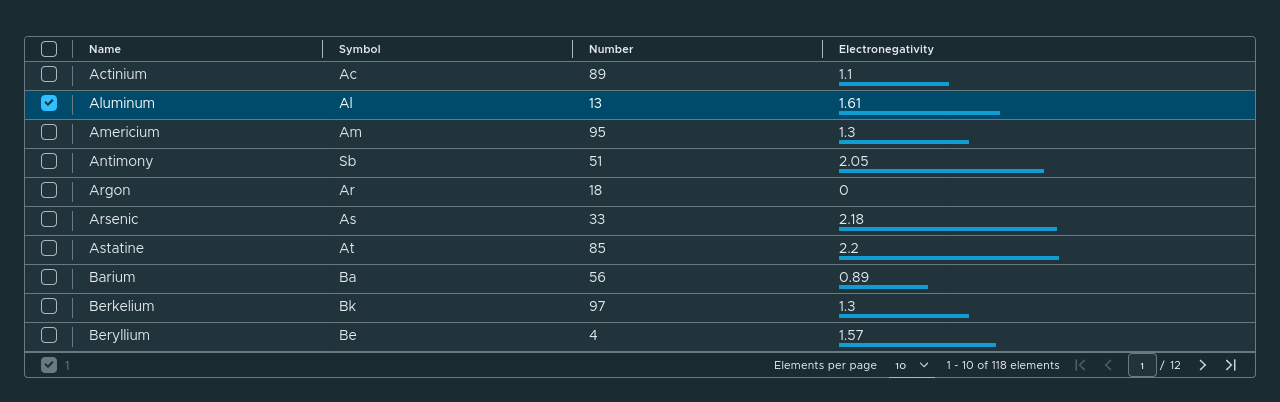 Name Symbol Number Electronegativity
Actinium Ac 89 1.1
Aluminum Al 13 1.61
Americium Am 95 1.3
Antimony Sb 51 2.05
Argon Ar 18 0
Arsenic As 33 2.18
Astatine At 85 2.2
Barium Ba 56 0.89
Berkelium Bk 97 1.3
Beryllium Be 4 1.57
1 Elements per page 10 1 - 10 of 118 elements 1 / 12